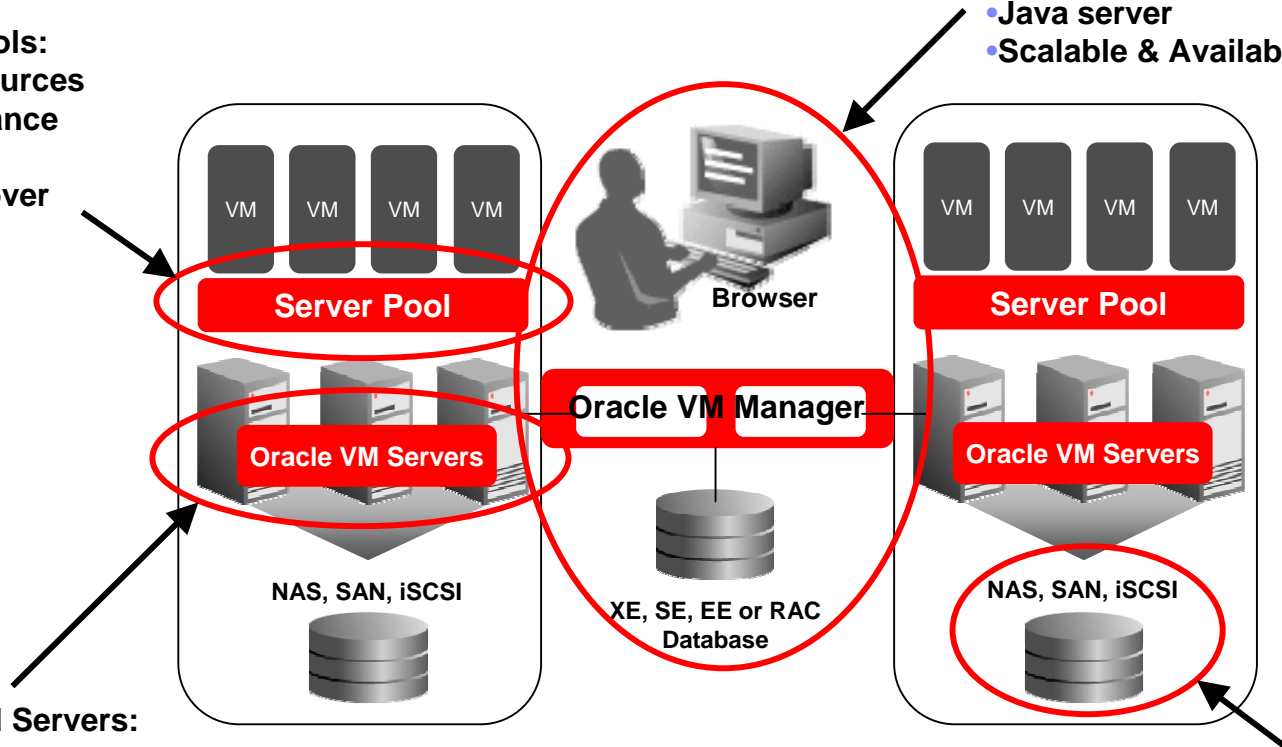 •Java server
•Scalable & Availab
ols:
urces
ance
over
VM VM VM VM
Server Pool
Oracle VM Servers
NAS, SAN, iSCSI
Browser
Oracle VM Manager
XE, SE, EE or RAC
Database
VM VM VM VM
Server Pool
Oracle VM Servers
NAS, SAN, iSCSI
Servers: